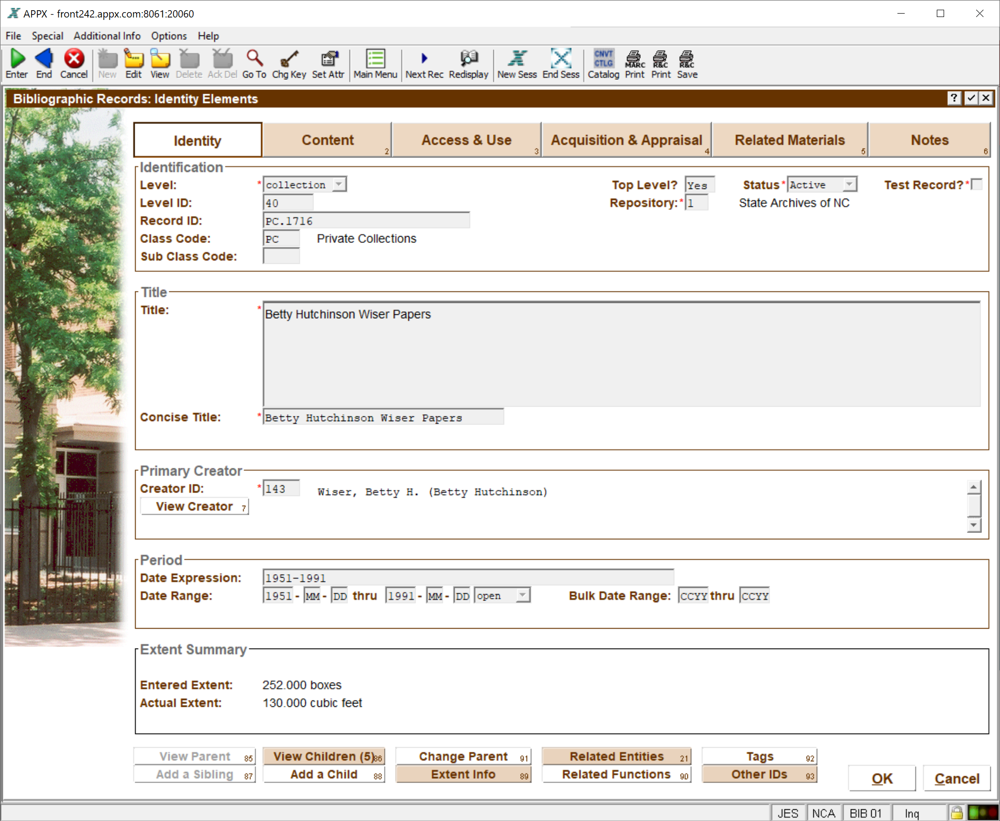 APPX - front242.appx.com:8061:20060
File Special Additional Info Options Help
CNVT CTLG MARC R&C R&C
Enter End Cancel New Edit View Delete Ack Del Go To Chg Key Set Attr Main Menu Next Rec Redisplay New Sess End Sess Catalog Print Print Save
Bibliographic Records: Identity Elements ?
Identity Content 2 Access & Use 3 Acquisition & Appraisal 4 Related Materials 5 Notes 6
Identification
Level: * collection Top Level? Yes Status * Active Test Record? *
Level ID: 40 Repository: * 1 State Archives of NC
Record ID: PC.1716
Class Code: PC Private Collections
Sub Class Code:
Title
Title: * Betty Hutchinson Wiser Papers
Concise Title: * Betty Hutchinson Wiser Papers
Primary Creator
Creator ID: * 143 Wiser, Betty H. (Betty Hutchinson)
View Creator 7
Period
Date Expression: 1951-1991
Date Range: 1951 - MM - DD thru 1991 - MM - DD open Bulk Date Range: CCYY thru CCYY
Extent Summary
Entered Extent: 252.000 boxes
Actual Extent: 130.000 cubic feet
View Parent 85 View Children (5) 86 Change Parent 91 Related Entities 21 Tags 92
Add a Sibling 87 Add a Child 88 Extent Info 89 Related Functions 90 Other IDs 93
OK Cancel
JES NCA BIB 01 Inq